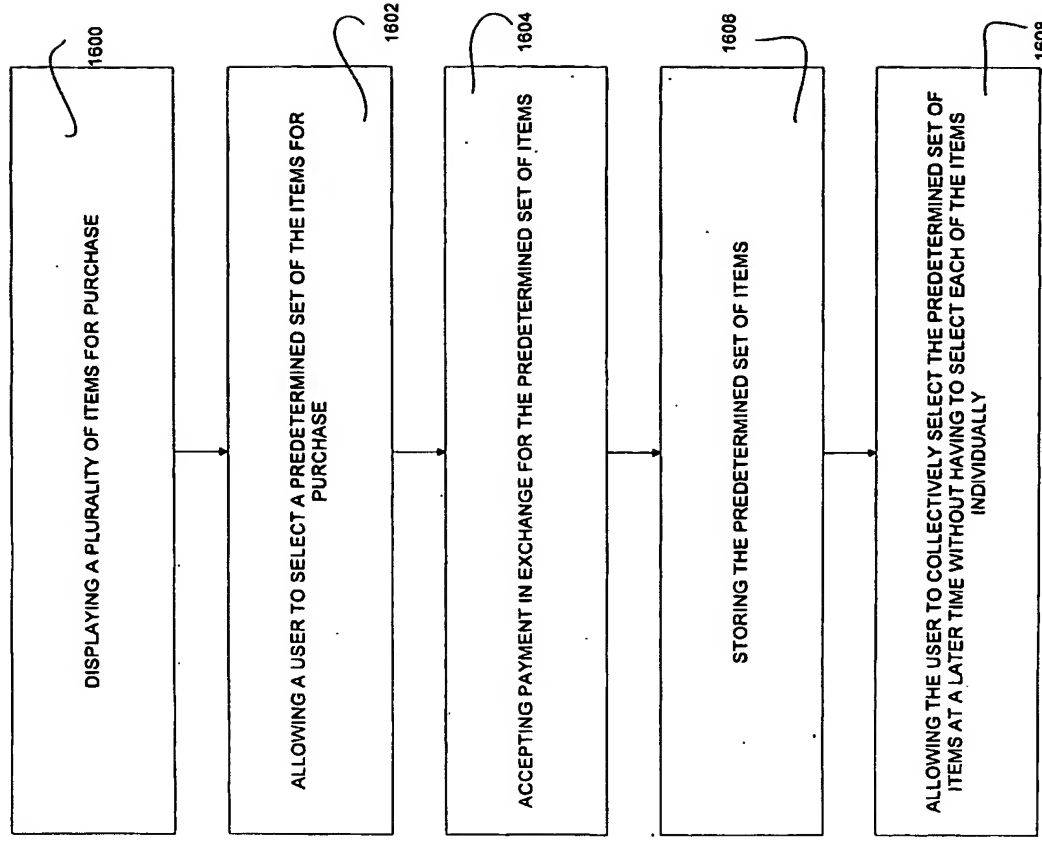 DISPLAYING A PLURALITY OF ITEMS FOR PURCHASE
1600
ALLOWING A USER TO SELECT A PREDETERMINED SET OF THE ITEMS FOR
PURCHASE
1602
ACCEPTING PAYMENT IN EXCHANGE FOR THE PREDETERMINED SET OF ITEMS
1604
STORING THE PREDETERMINED SET OF ITEMS
1608
ALLOWING THE USER TO COLLECTIVELY SELECT THE PREDETERMINED SET OF
ITEMS AT A LATER TIME WITHOUT HAVING TO SELECT EACH OF THE ITEMS
INDIVIDUALLY